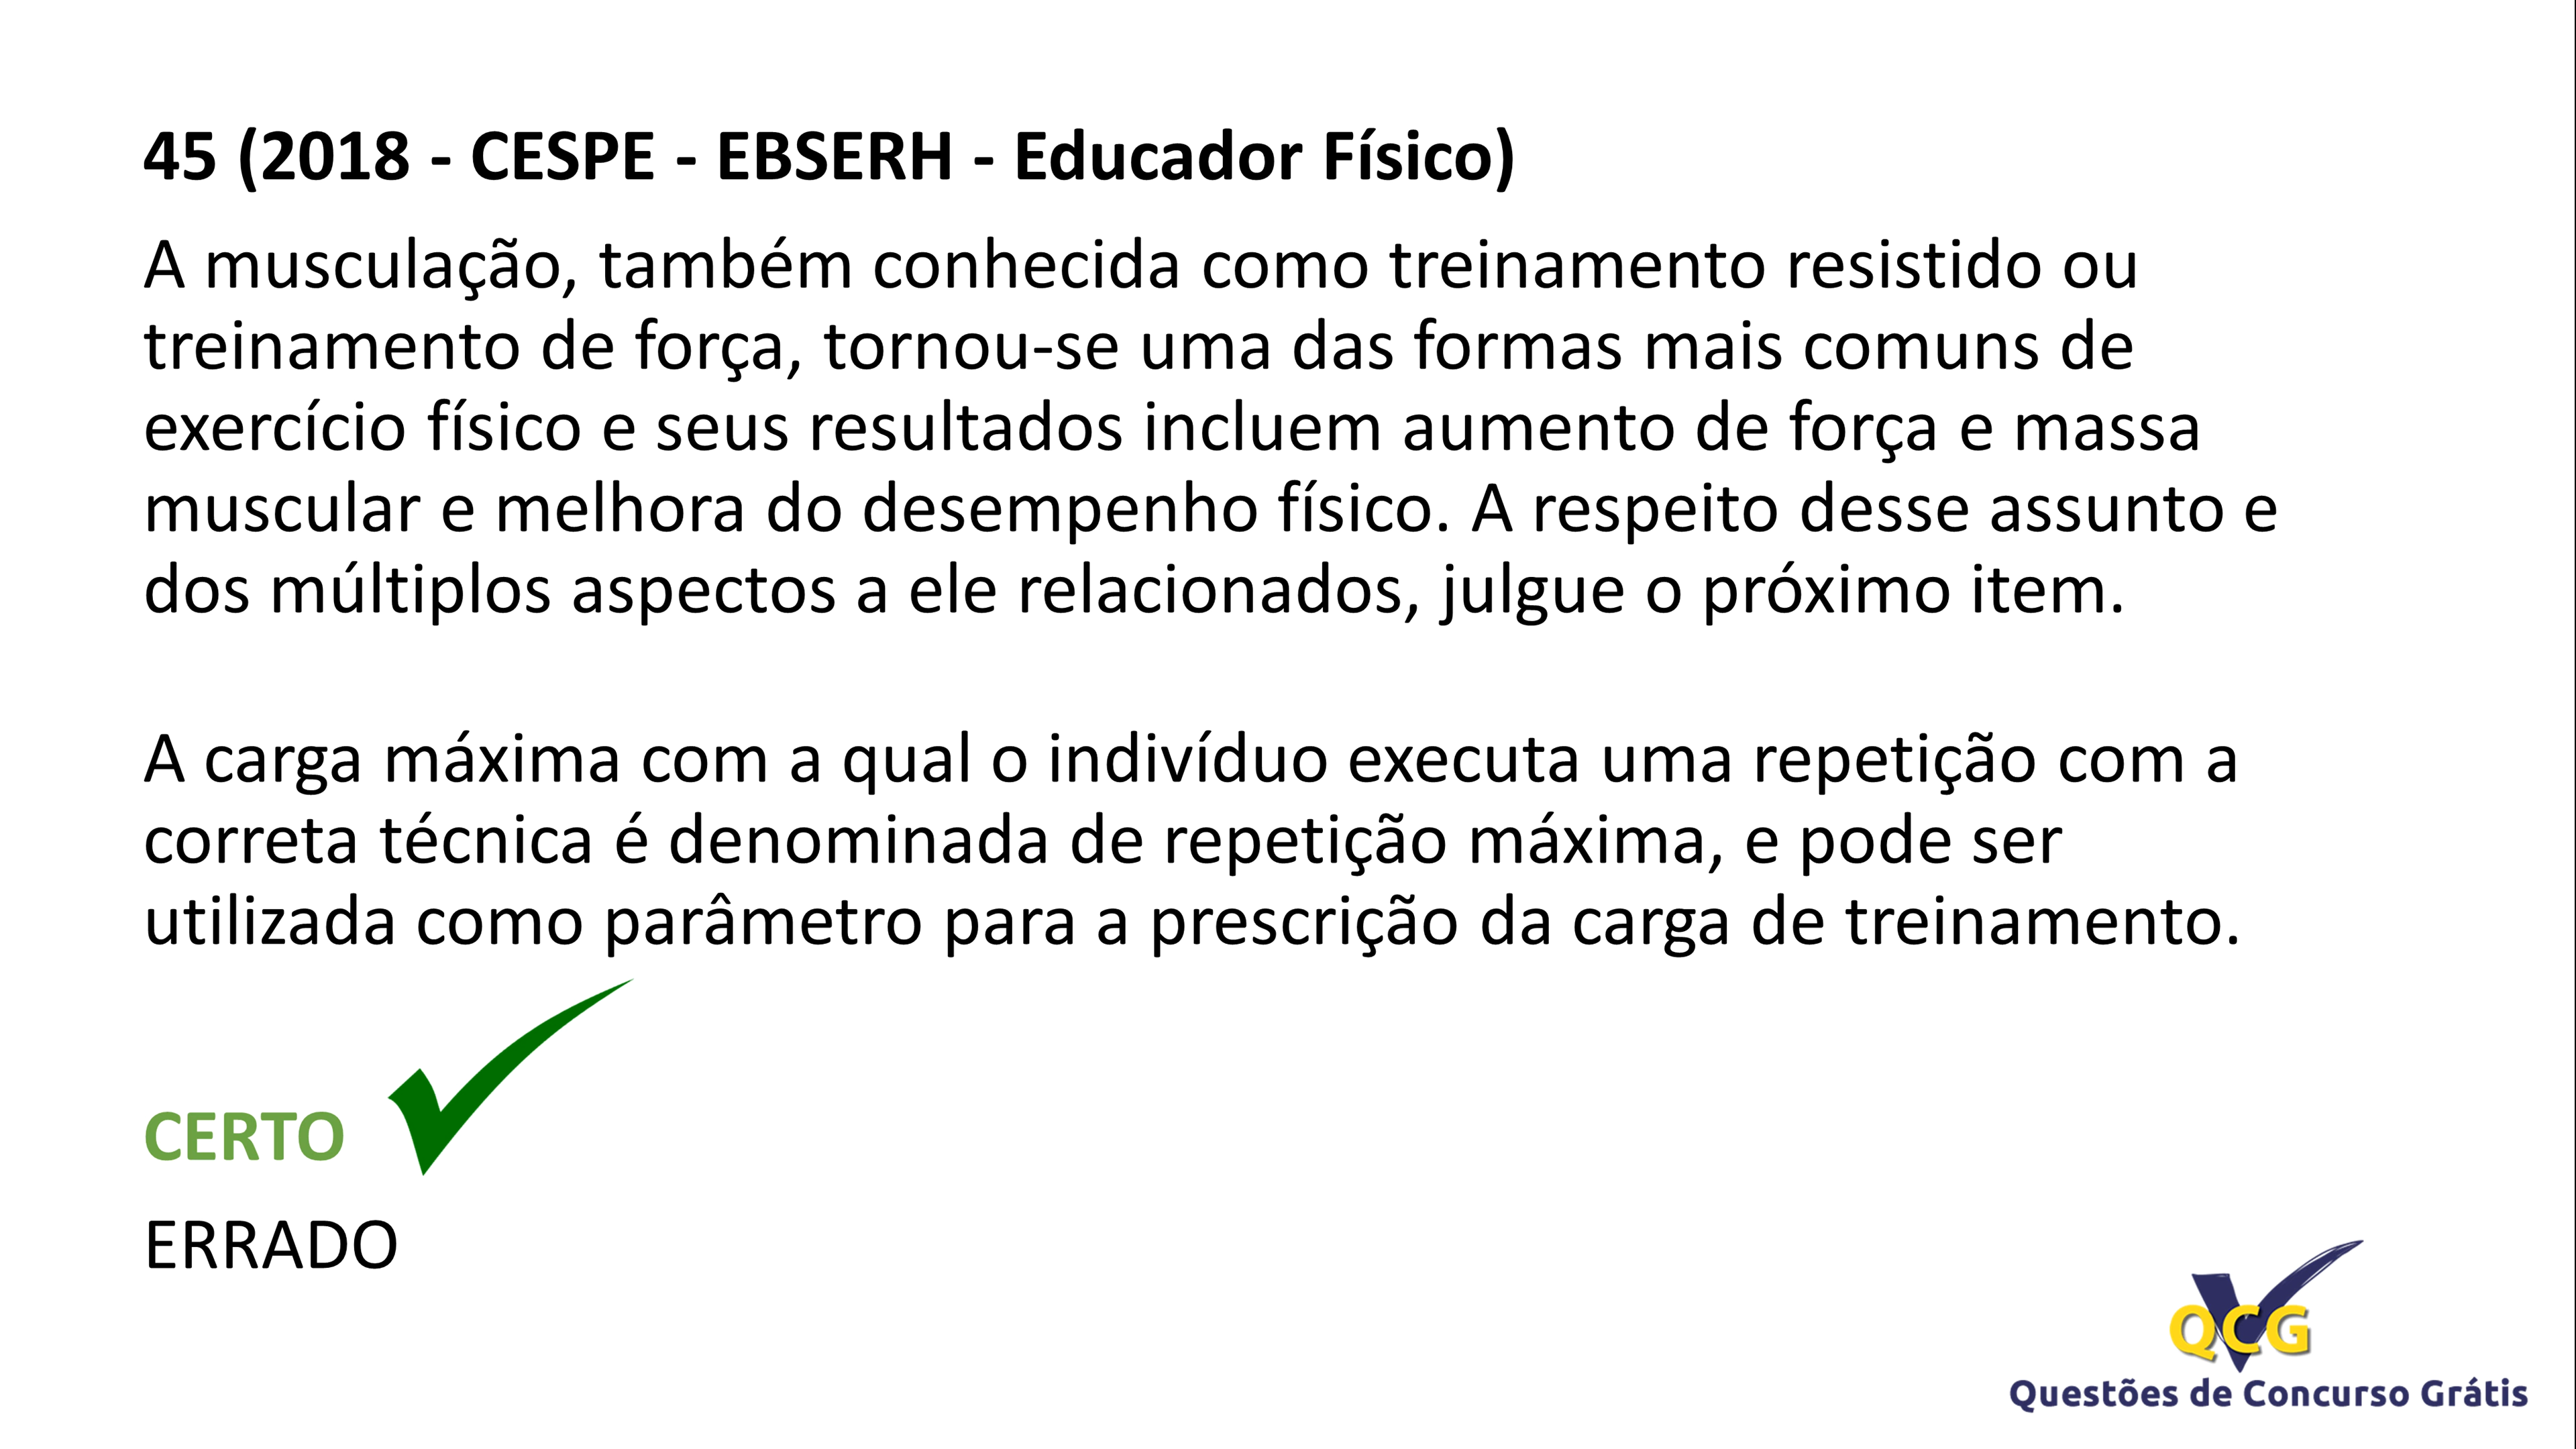 45 (2018 - CESPE - EBSERH - Educador Físico)
A musculação, também conhecida como treinamento resistido ou
treinamento de força, tornou-se uma das formas mais comuns de
exercício físico e seus resultados incluem aumento de força e massa
muscular e melhora do desempenho físico. A respeito desse assunto e
dos múltiplos aspectos a ele relacionados, julgue o próximo item.
A carga máxima com a qual o indivíduo executa uma repetição com a
correta técnica é denominada de repetição máxima, e pode ser
utilizada como parâmetro para a prescrição da carga de treinamento.
CERTO
ERRADO
QCG
Questões de Concurso Grátis